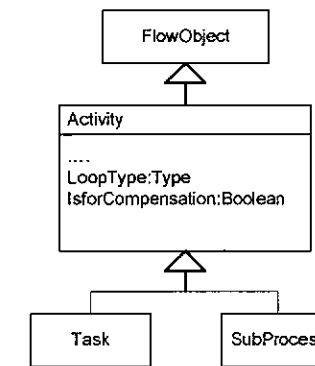 FlowObject
Activity
....
LoopType:Type
IsforCompensation:Boolean
Task
SubProces